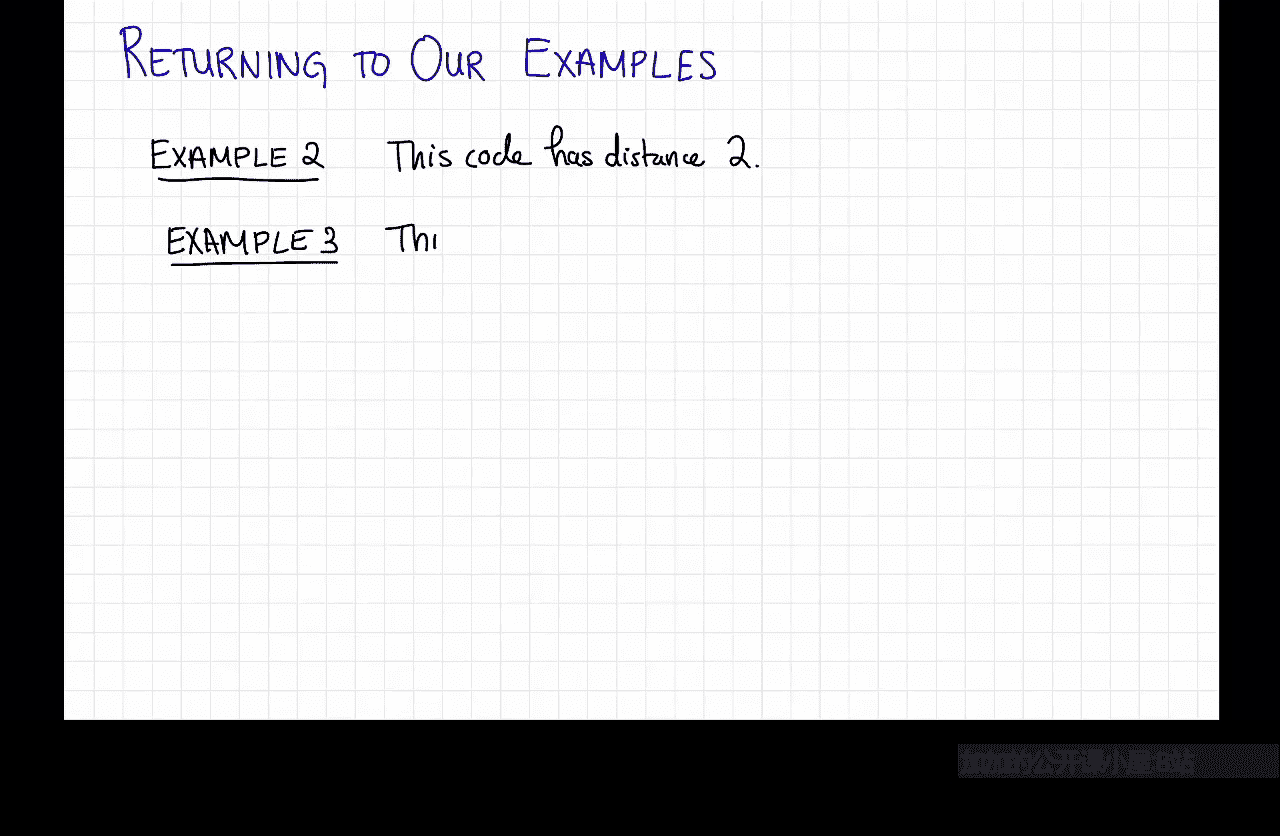 RETURNING TO OUR EXAMPLES
EXAMPLE 2 This code has distance 2.
EXAMPLE 3 Thi